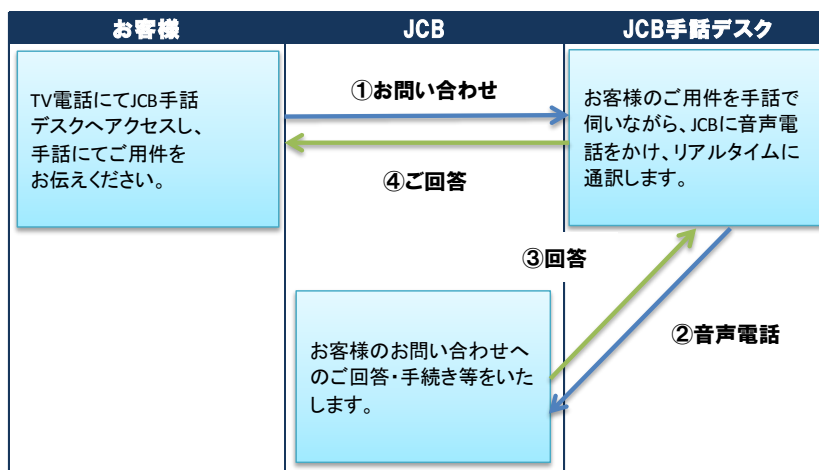 お客様
JCB
JCB手話デスク
TV電話にてJCB手話
デスクへアクセスし、
手話にてご用件を
お伝えください。
①お問い合わせ
④ご回答
お客様のご用件を手話で
伺いながら、JCBに音声電
話をかけ、リアルタイムに
通訳します。
③回答
②音声電話
お客様のお問い合わせへ
のご回答・手続き等をいた
します。